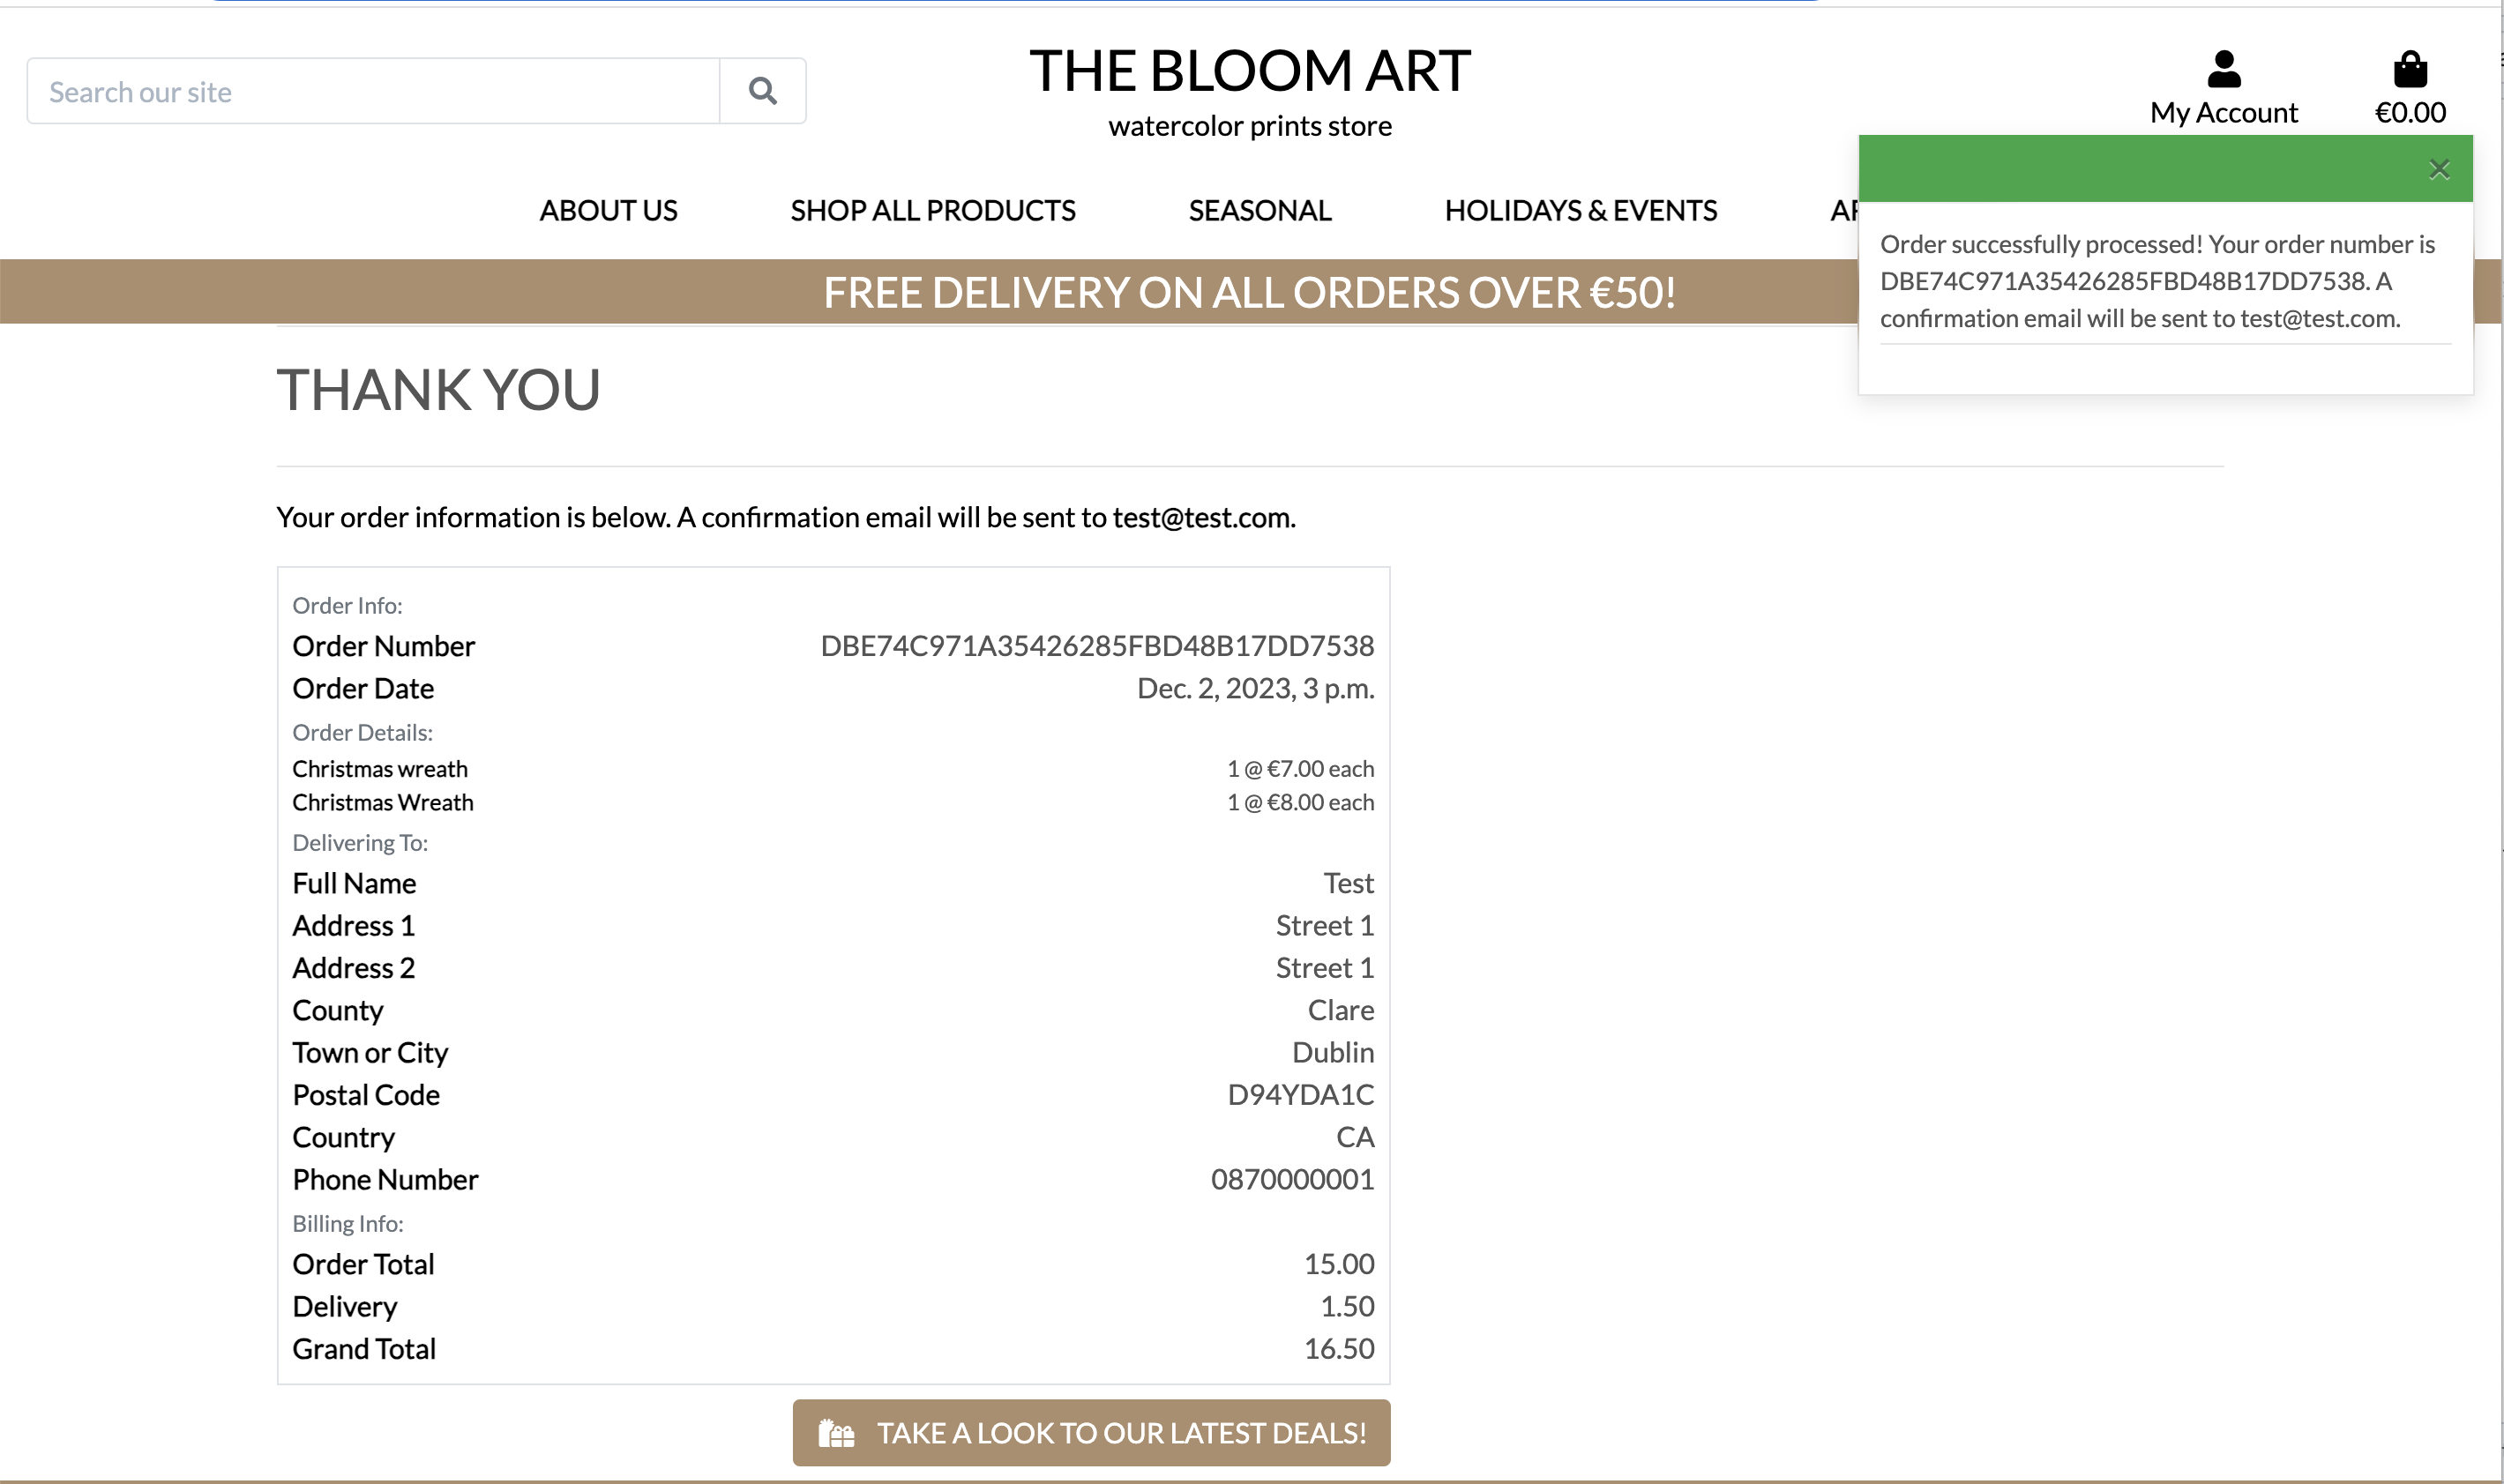 Search our site
THE BLOOM ART
watercolor prints store
My Account
€0.00
ABOUT US
SHOP ALL PRODUCTS
SEASONAL
HOLIDAYS & EVENTS
×
Order successfully processed! Your order number is
DBE74C971A35426285FBD48B17DD7538. A
confirmation email will be sent to test@test.com.
FREE DELIVERY ON ALL ORDERS OVER €50!
THANK YOU
Your order information is below. A confirmation email will be sent to test@test.com.
Order Info:
Order Number DBE74C971A35426285FBD48B17DD7538
Order Date Dec. 2, 2023, 3 p.m.
Order Details:
Christmas wreath 1 @ €7.00 each
Christmas Wreath 1 @ €8.00 each
Delivering To:
Full Name Test
Address 1 Street 1
Address 2 Street 1
County Clare
Town or City Dublin
Postal Code D94YDA1C
Country CA
Phone Number 0870000001
Billing Info:
Order Total 15.00
Delivery 1.50
Grand Total 16.50
TAKE A LOOK TO OUR LATEST DEALS!